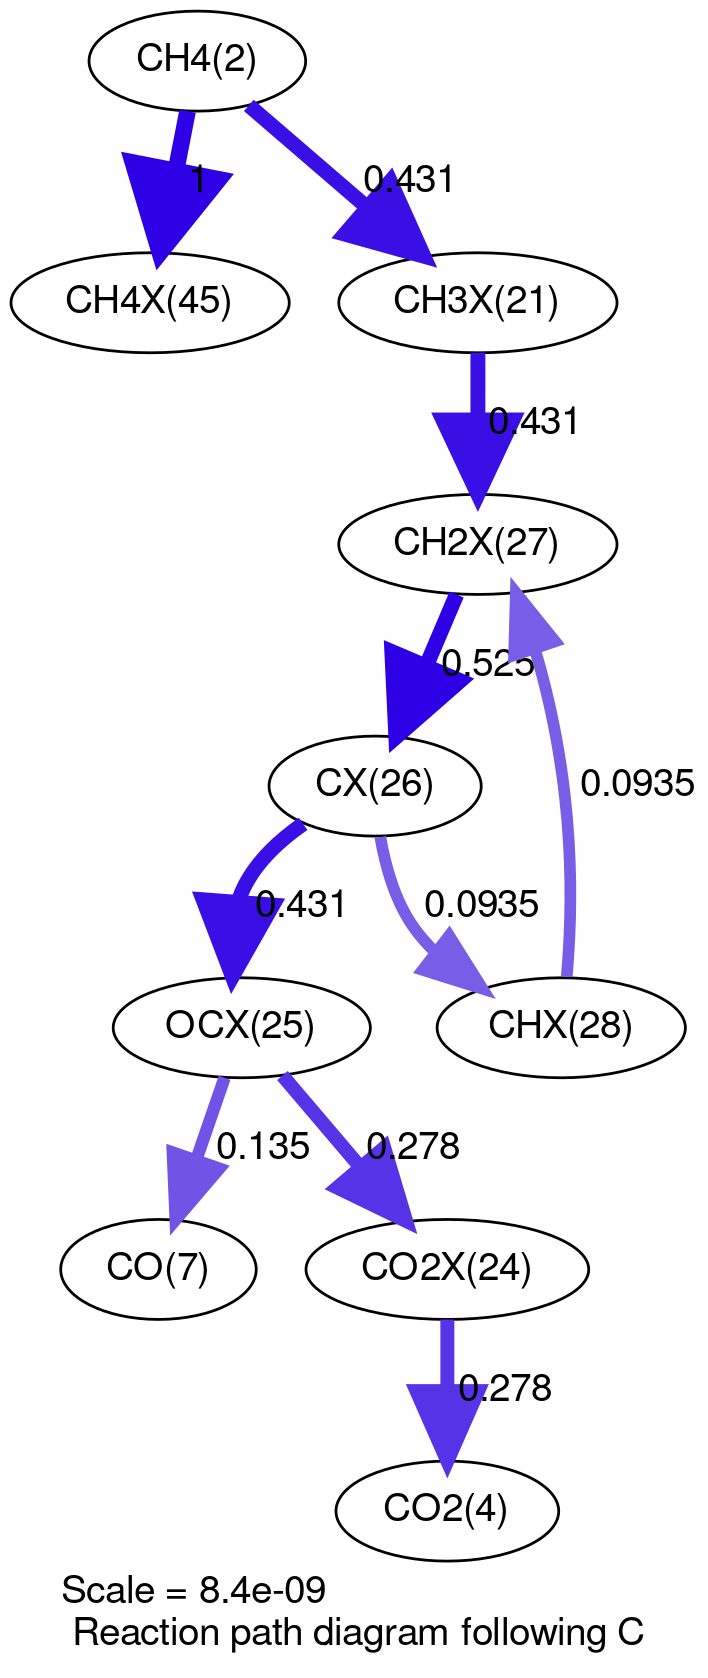 CH4(2)
1
0.431
CH4X(45)
CH3X(21)
0.431
CH2X(27)
0.525
0.0935
CX(26)
0.431
0.0935
OCX(25)
CHX(28)
0.135
0.278
CO(7)
CO2X(24)
0.278
CO2(4)
Scale = 8.4e-09
Reaction path diagram following C